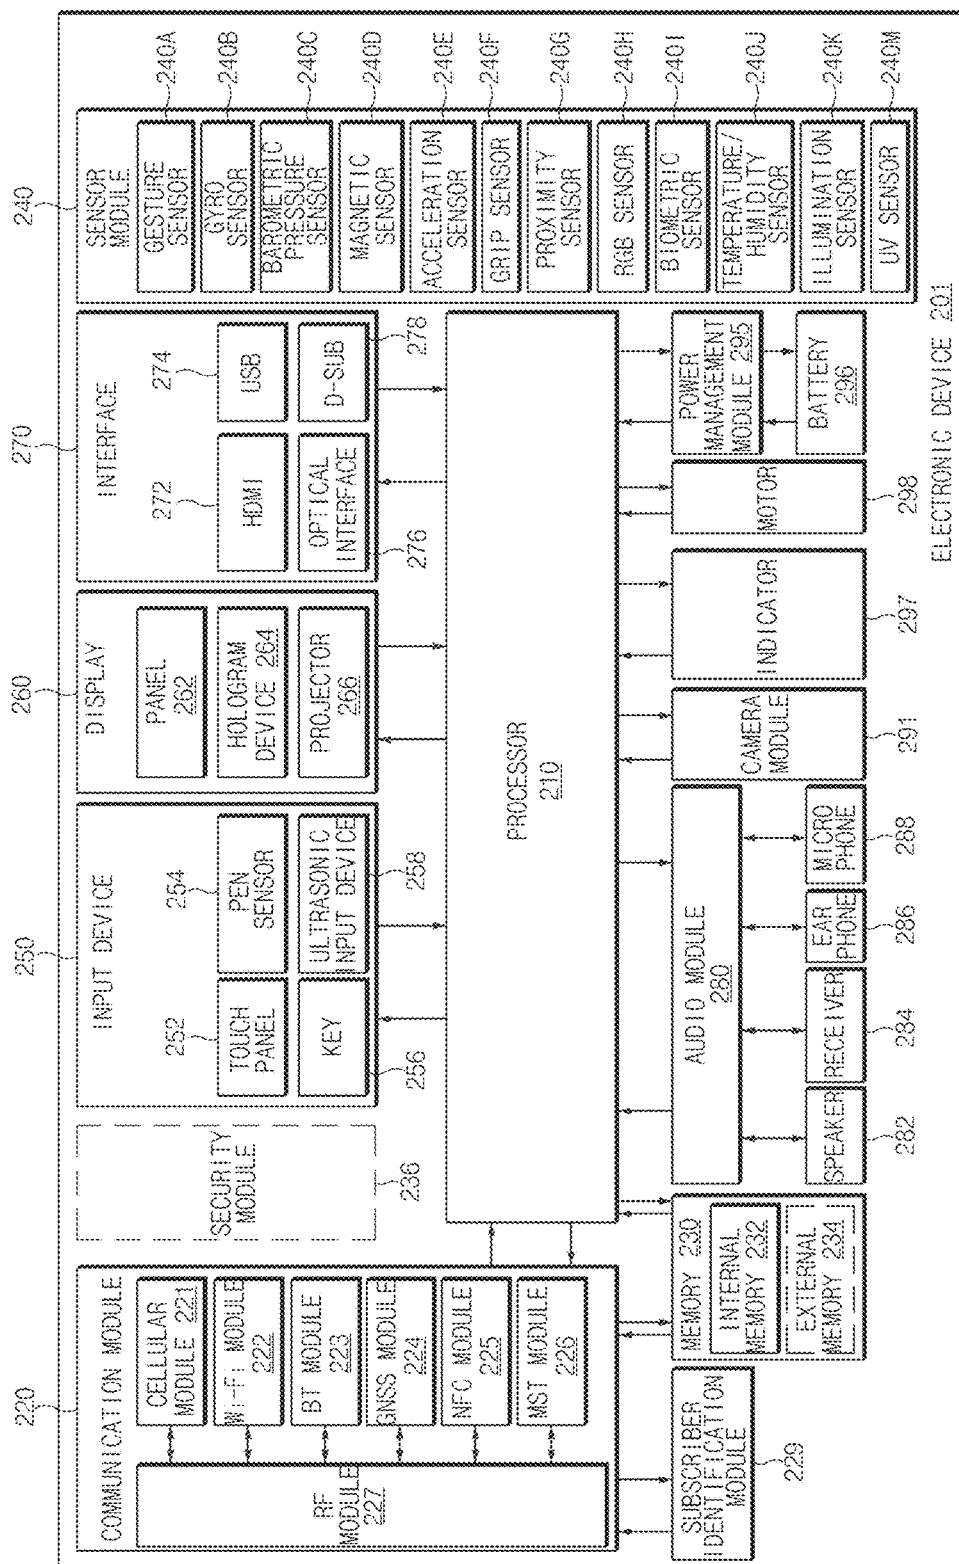 220
COMMUNICATION MODULE
RF
MODULE
227
CELLULAR
MODULE 221
Wi-Fi MODULE
222
BT MODULE
223
GNSS MODULE
224
NFC MODULE
225
MST MODULE
226
SECURITY
MODULE
236
250
INPUT DEVICE
252
TOUCH
PANEL
254
PEN
SENSOR
KEY
256
ULTRASONIC
INPUT DEVICE
258
260
DISPLAY
PANEL
262
HOLOGRAM
DEVICE 264
PROJECTOR
266
270
INTERFACE
272
HDMI
274
USB
OPTICAL
INTERFACE
276
D-SUB
278
240
SENSOR
MODULE
GESTURE
SENSOR
240A
GYRO
SENSOR
240B
BAROMETRIC
PRESSURE
SENSOR
240C
MAGNETIC
SENSOR
240D
ACCELERATION
SENSOR
240E
GRIP SENSOR
240F
PROXIMITY
SENSOR
240G
RGB SENSOR
240H
BIOMETRIC
SENSOR
240I
TEMPERATURE/
HUMIDITY
SENSOR
240J
ILLUMINATION
SENSOR
240K
UV SENSOR
240M
PROCESSOR
210
SUBSCRIBER
IDENTIFICATION
MODULE
229
MEMORY 230
INTERNAL
MEMORY 232
EXTERNAL
MEMORY 234
AUDIO MODULE
280
SPEAKER
282
RECEIVER
284
EAR
PHONE
286
MICRO
PHONE
288
CAMERA
MODULE
291
INDICATOR
297
MOTOR
298
POWER
MANAGEMENT
MODULE 295
BATTERY
296
ELECTRONIC DEVICE 201